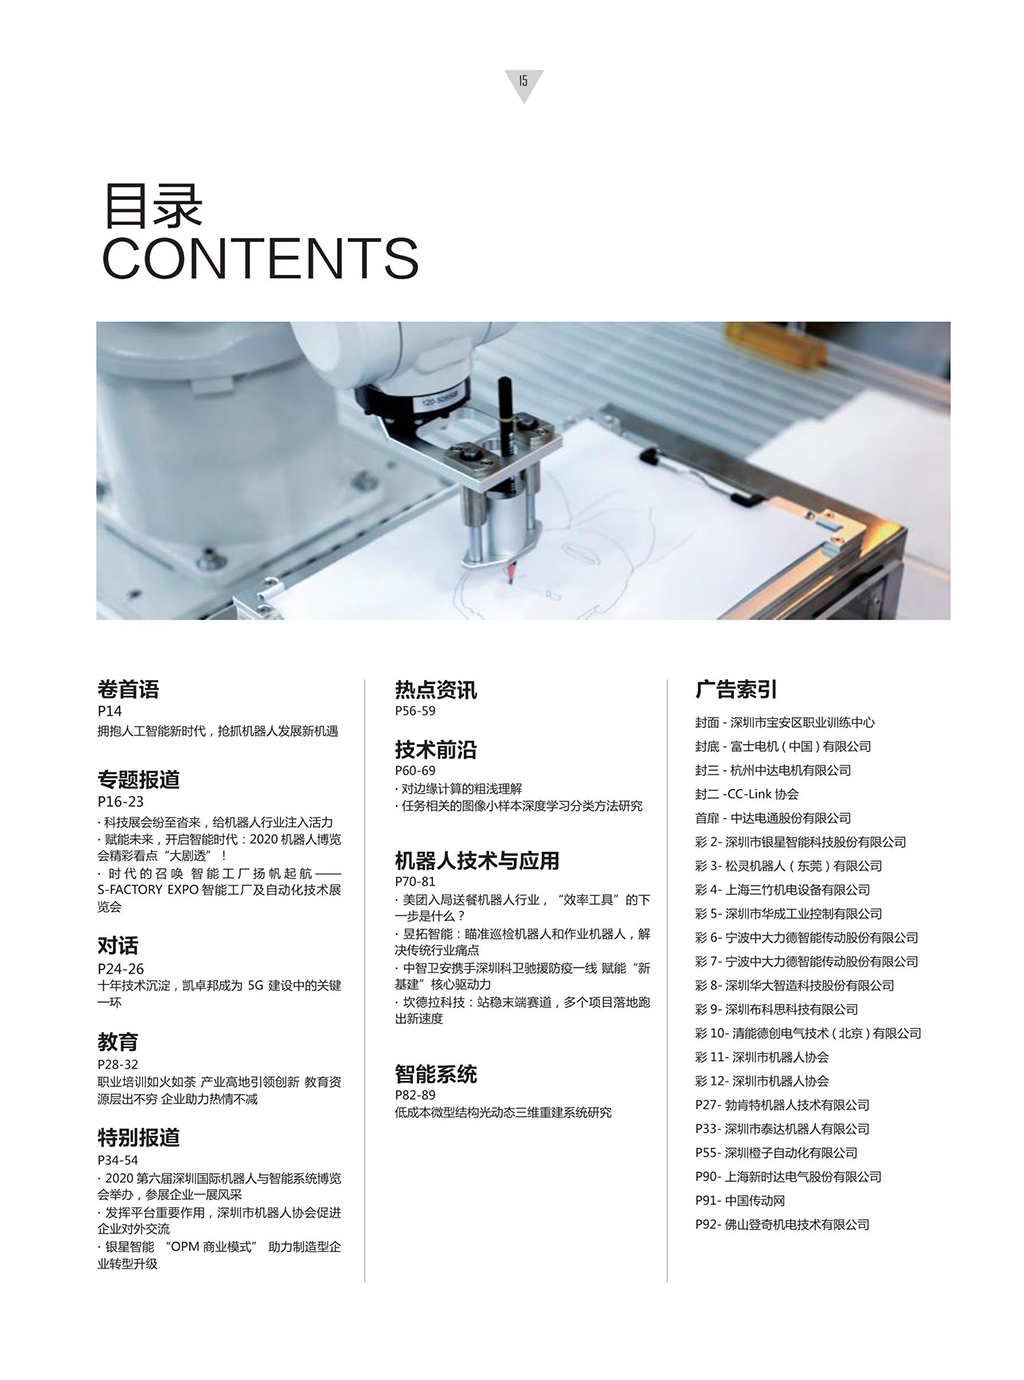 15
目录
CONTENTS
卷首语
P14
拥抱人工智能新时代，抢抓机器人发展新机遇
专题报道
P16-23
· 科技展会纷至沓来，给机器人行业注入活力
· 赋能未来，开启智能时代：2020 机器人博览
会精彩看点“大剧透”！
· 时代的召唤 智能工厂扬帆起航——
S-FACTORY EXPO 智能工厂及自动化技术展
览会
对话
P24-26
十年技术沉淀，凯卓邦成为 5G 建设中的关键
一环
教育
P28-32
职业培训如火如荼 产业高地引领创新 教育资
源层出不穷 企业助力热情不减
特别报道
P34-54
· 2020 第六届深圳国际机器人与智能系统博览
会举办，参展企业一展风采
· 发挥平台重要作用，深圳市机器人协会促进
企业对外交流
· 银星智能 “OPM 商业模式” 助力制造型企
业转型升级
热点资讯
P56-59
技术前沿
P60-69
· 对边缘计算的粗浅理解
· 任务相关的图像小样本深度学习分类方法研究
机器人技术与应用
P70-81
· 美团入局送餐机器人行业，“效率工具”的下
一步是什么？
· 昱拓智能：瞄准巡检机器人和作业机器人，解
决传统行业痛点
· 中智卫安携手深圳科卫驰援防疫一线 赋能“新
基建”核心驱动力
· 坎德拉科技：站稳末端赛道，多个项目落地跑
出新速度
智能系统
P82-89
低成本微型结构光动态三维重建系统研究
广告索引
封面 - 深圳市宝安区职业训练中心
封底 - 富士电机 ( 中国 ) 有限公司
封三 - 杭州中达电机有限公司
封二 -CC-Link 协会
首扉 - 中达电通股份有限公司
彩 2- 深圳市银星智能科技股份有限公司
彩 3- 松灵机器人（东莞）有限公司
彩 4- 上海三竹机电设备有限公司
彩 5- 深圳市华成工业控制有限公司
彩 6- 宁波中大力德智能传动股份有限公司
彩 7- 宁波中大力德智能传动股份有限公司
彩 8- 深圳华大智造科技股份有限公司
彩 9- 深圳布科思科技有限公司
彩 10- 清能德创电气技术 ( 北京 ) 有限公司
彩 11- 深圳市机器人协会
彩 12- 深圳市机器人协会
P27- 勃肯特机器人技术有限公司
P33- 深圳市泰达机器人有限公司
P55- 深圳橙子自动化有限公司
P90- 上海新时达电气股份有限公司
P91- 中国传动网
P92- 佛山登奇机电技术有限公司